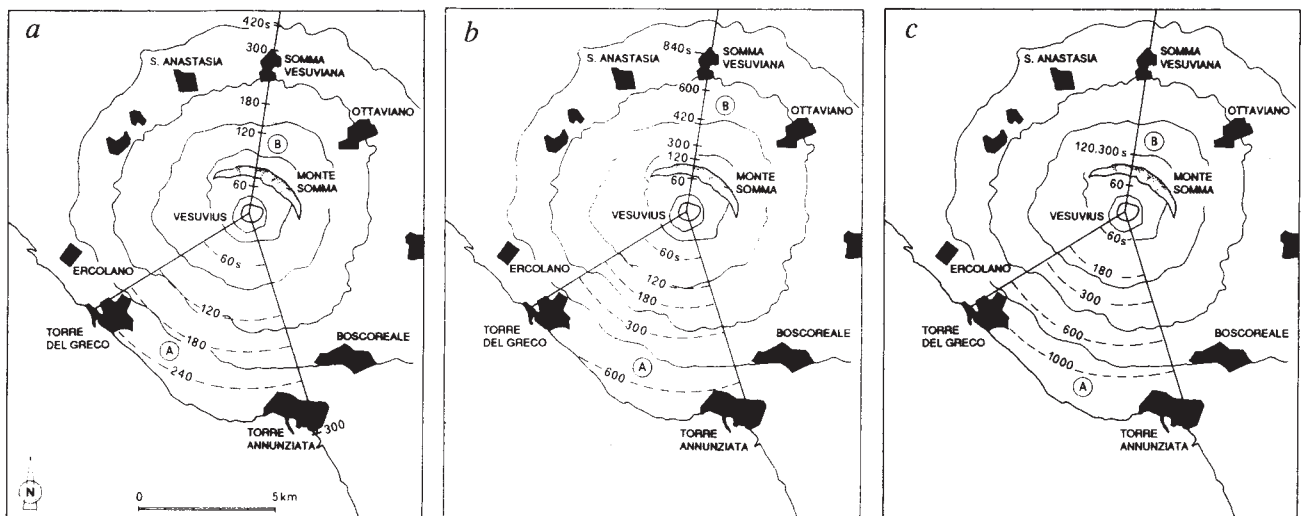 a
420s
300
SOMMA
VESUVIANA
S. ANASTASIA
180
OTTAVIANO
120
B
MONTE
SOMMA
60
VESUVIUS
60s
ERCOLANO
120
TORRE
DEL GRECO
180
BOSCOREALE
A
240
300
TORRE
ANNUNZIATA
N
0
5km
b
840s
SOMMA
VESUVIANA
S. ANASTASIA
600
B
OTTAVIANO
420
300
120
MONTE
SOMMA
60
VESUVIUS
60s
ERCOLANO
120
180
TORRE
DEL GRECO
300
BOSCOREALE
A
600
TORRE
ANNUNZIATA
c
SOMMA
VESUVIANA
S. ANASTASIA
OTTAVIANO
B
120.300s
MONTE
SOMMA
60
VESUVIUS
60s
ERCOLANO
180
300
TORRE
DEL GRECO
600
BOSCOREALE
1000
A
TORRE
ANNUNZIATA